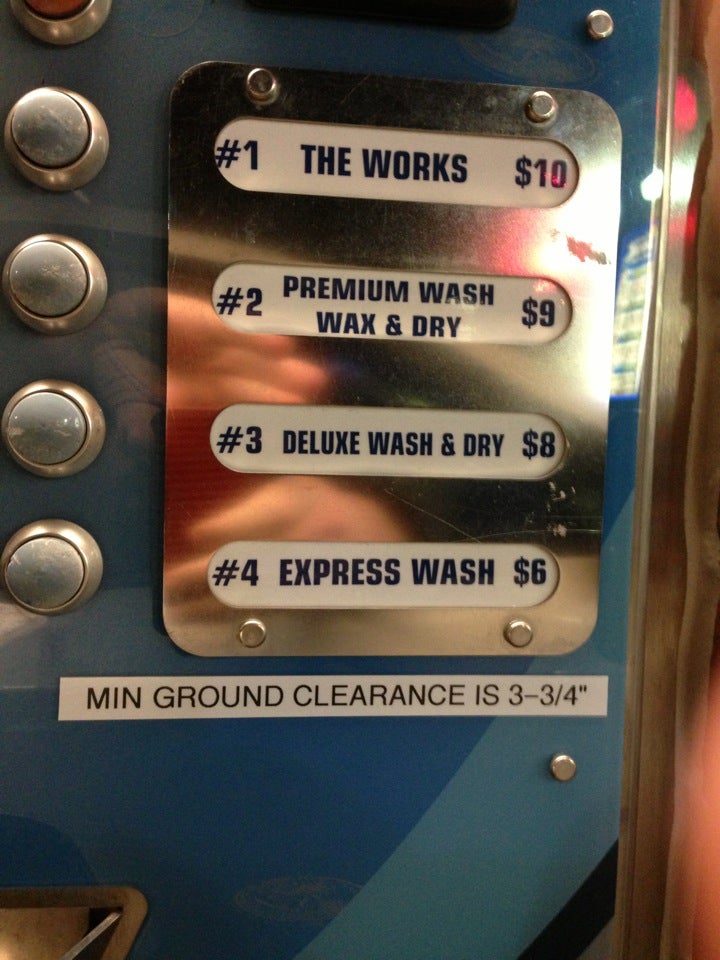 #1 THE WORKS $10
#2 PREMIUM WASH WAX & DRY $9
#3 DELUXE WASH & DRY $8
#4 EXPRESS WASH $6
MIN GROUND CLEARANCE IS 3-3/4"